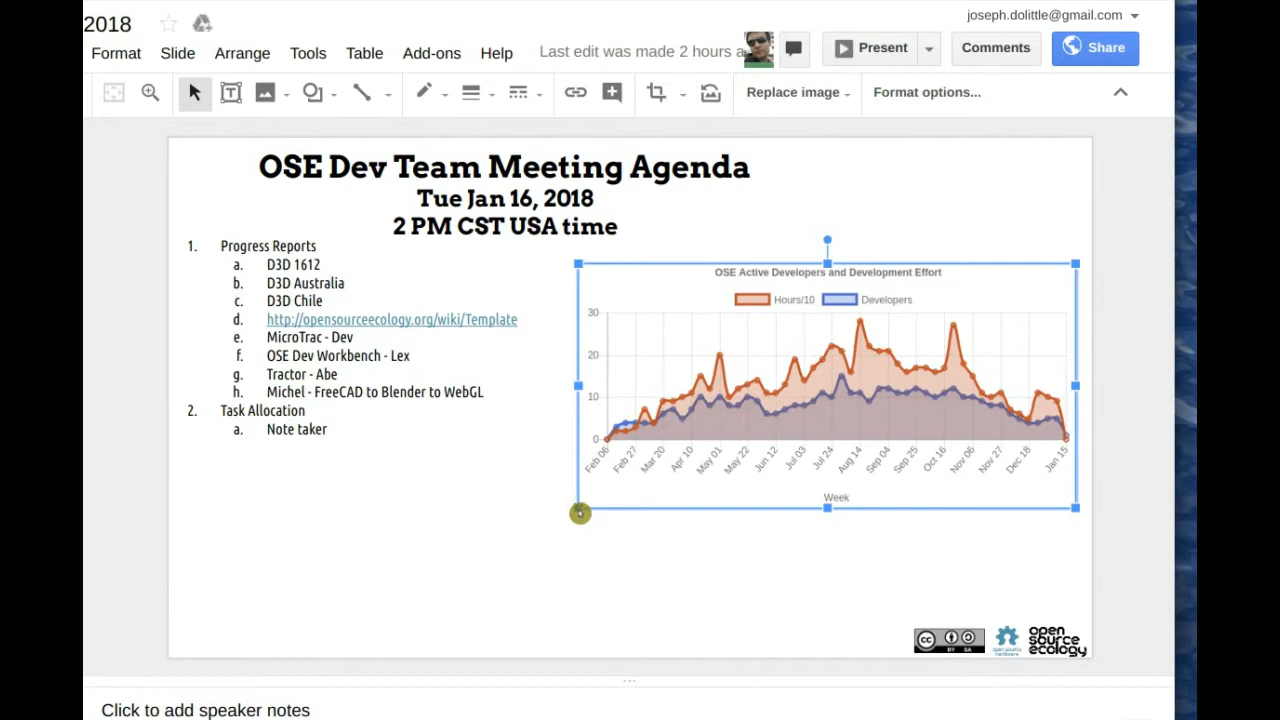 2018
joseph.dolittle@gmail.com
Format Slide Arrange Tools Table Add-ons Help Last edit was made 2 hours a
Present Comments Share
Replace image Format options...
OSE Dev Team Meeting Agenda
Tue Jan 16, 2018
2 PM CST USA time
1. Progress Reports
a. D3D 1612
b. D3D Australia
c. D3D Chile
d. http://opensourceecology.org/wiki/Template
e. MicroTrac - Dev
f. OSE Dev Workbench - Lex
g. Tractor - Abe
h. Michel - FreeCAD to Blender to WebGL
2. Task Allocation
a. Note taker
OSE Active Developers and Development Effort
Hours/10 Developers
30
20
10
0
Feb 06 Feb 27 Mar 20 Apr 10 May 01 May 22 Jun 12 Jul 03 Jul 24 Aug 14 Sep 04 Sep 25 Oct 16 Nov 06 Nov 27 Dec 18 Jan 15
Week
cc BY SA
open source hardware
open source ecology
Click to add speaker notes